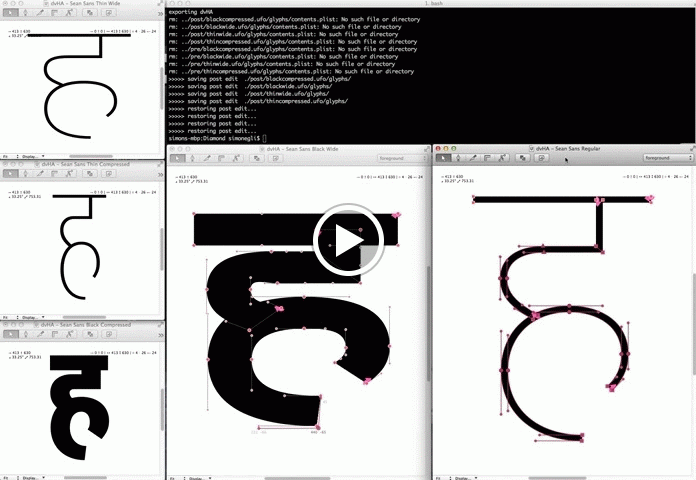 dvHA – Sean Sans Thin Wide
1. bash
exporting dvHA
rm: ../post/blackcompressed.ufo/glyphs/contents.plist: No such file or directory
rm: ../post/blackwide.ufo/glyphs/contents.plist: No such file or directory
rm: ../post/thinwide.ufo/glyphs/contents.plist: No such file or directory
rm: ../post/thincompressed.ufo/glyphs/contents.plist: No such file or directory
rm: ../pre/blackcompressed.ufo/glyphs/contents.plist: No such file or directory
rm: ../pre/blackwide.ufo/glyphs/contents.plist: No such file or directory
rm: ../pre/thinwide.ufo/glyphs/contents.plist: No such file or directory
rm: ../pre/thincompressed.ufo/glyphs/contents.plist: No such file or directory
>>>>> saving post edit ./post/blackcompressed.ufo/glyphs/
>>>>> saving post edit ./post/blackwide.ufo/glyphs/
>>>>> saving post edit ./post/thinwide.ufo/glyphs/
>>>>> saving post edit ./post/thincompressed.ufo/glyphs/
>>>>> restoring post edit...
>>>>> restoring post edit...
>>>>> restoring post edit...
>>>>> restoring post edit...
simons-mbp:Diamond simonegli$
ह
Fit Display...
dvHA – Sean Sans Thin Compressed
ह
Fit Display...
dvHA – Sean Sans Black Compressed
ह
Fit Display...
dvHA – Sean Sans Black Wide
foreground
ह
Fit Display...
dvHA – Sean Sans Regular
foreground
ह
Fit Display...